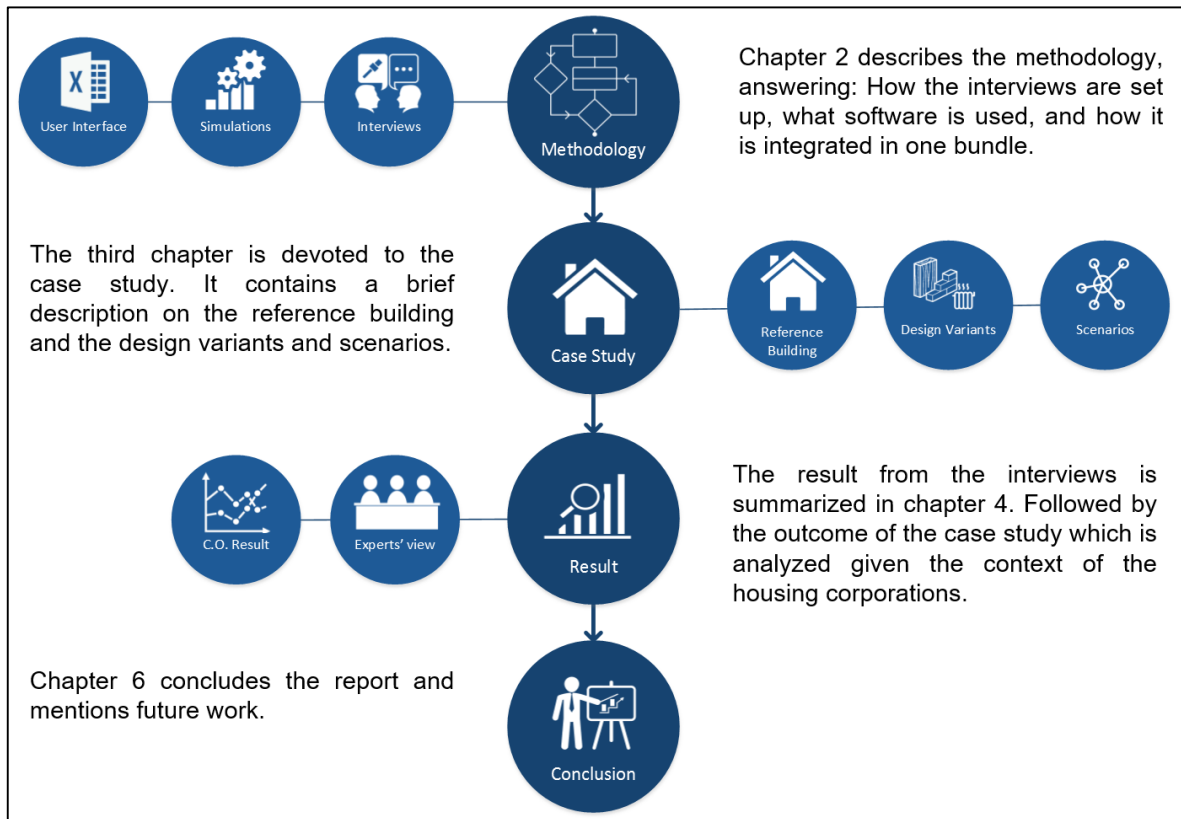 User Interface
Simulations
Interviews
Methodology
Chapter 2 describes the methodology,
answering: How the interviews are set
up, what software is used, and how it
is integrated in one bundle.
The third chapter is devoted to the
case study. It contains a brief
description on the reference building
and the design variants and scenarios.
Case Study
Reference
Building
Design Variants
Scenarios
C.O. Result
Experts' view
Result
The result from the interviews is
summarized in chapter 4. Followed by
the outcome of the case study which is
analyzed given the context of the
housing corporations.
Chapter 6 concludes the report and
mentions future work.
Conclusion